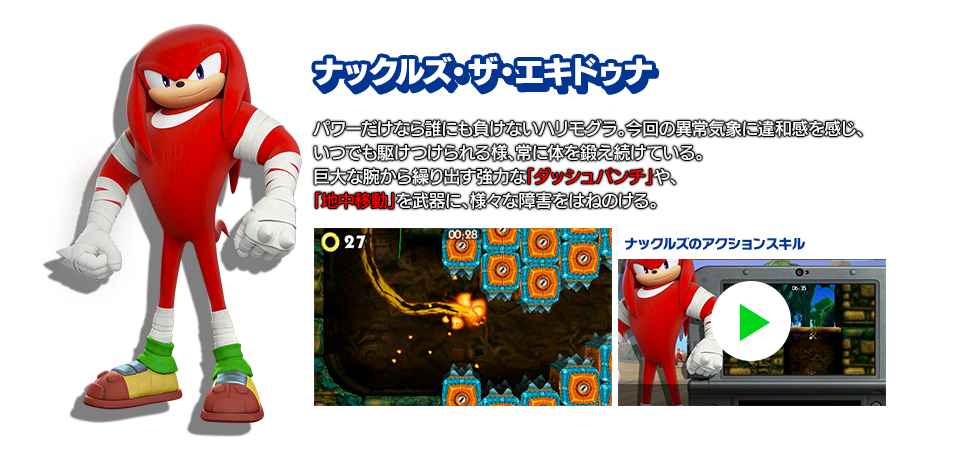 ナックルズ・ザ・エキドゥナ
パワーだけなら誰にも負けないハリモグラ。今回の異常気象に違和感を感じ、
いつでも駆けつけられる様、常に体を鍛え続けている。
巨大な腕から繰り出す強力な「ダッシュパンチ」や、
「地中移動」を武器に、様々な障害をはねのける。
27
00:28
ナックルズのアクションスキル
06:35